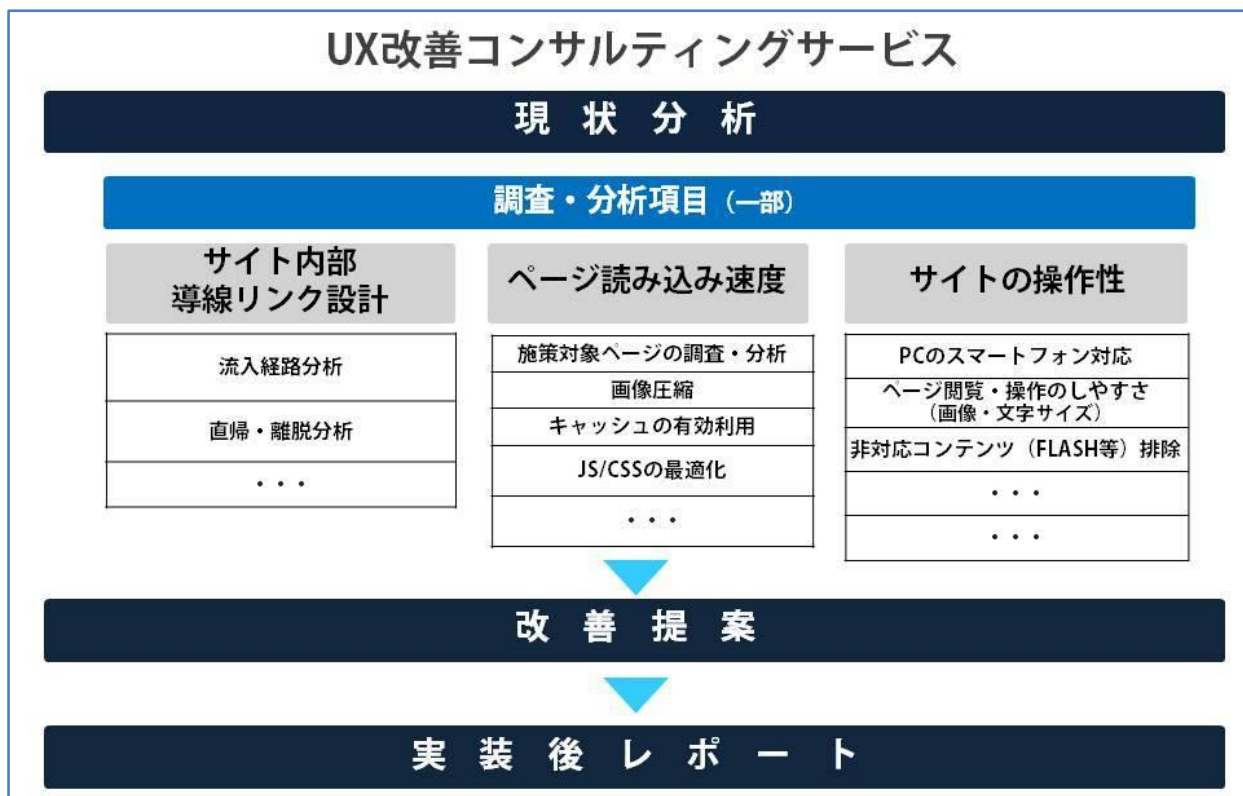 UX改善コンサルティングサービス
現状分析
調査・分析項目（一部）
サイト内部
導線リンク設計
流入経路分析
直帰・離脱分析
・・・
ページ読み込み速度
施策対象ページの調査・分析
画像圧縮
キャッシュの有効利用
JS/CSSの最適化
・・・
サイトの操作性
PCのスマートフォン対応
ページ閲覧・操作のしやすさ
（画像・文字サイズ）
非対応コンテンツ（FLASH等）排除
・・・
・・・
改善提案
実装後レポート